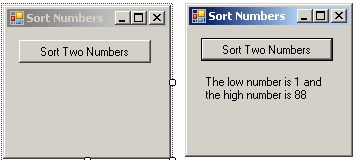 Sort Numbers
Sort Two Numbers
Sort Numbers
Sort Two Numbers
The low number is 1 and
the high number is 88